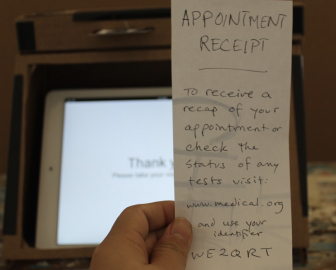 APPOINTMENT
RECEIPT
To receive a
recap of your
appointment or
check the
status of any
tests visit:
www.medical.org
and use your
identifier
WE2QRT
Thank
Please take your